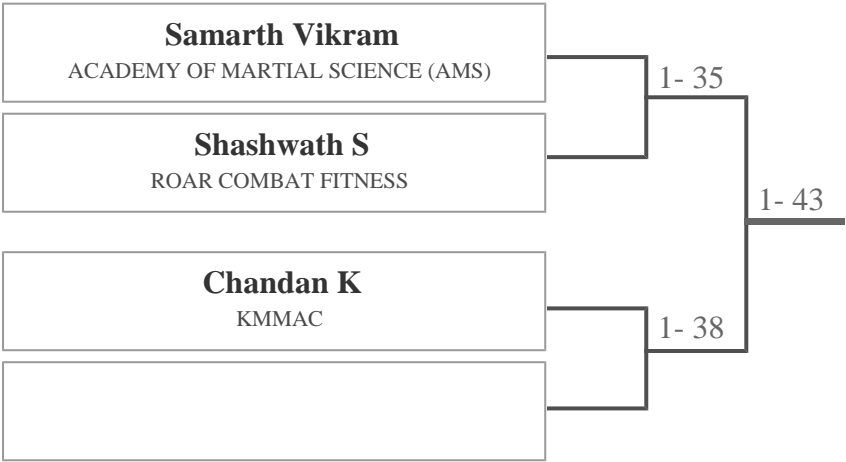 Samarth Vikram
ACADEMY OF MARTIAL SCIENCE (AMS)
1- 35
Shashwath S
ROAR COMBAT FITNESS
1- 43
Chandan K
KMMAC
1- 38